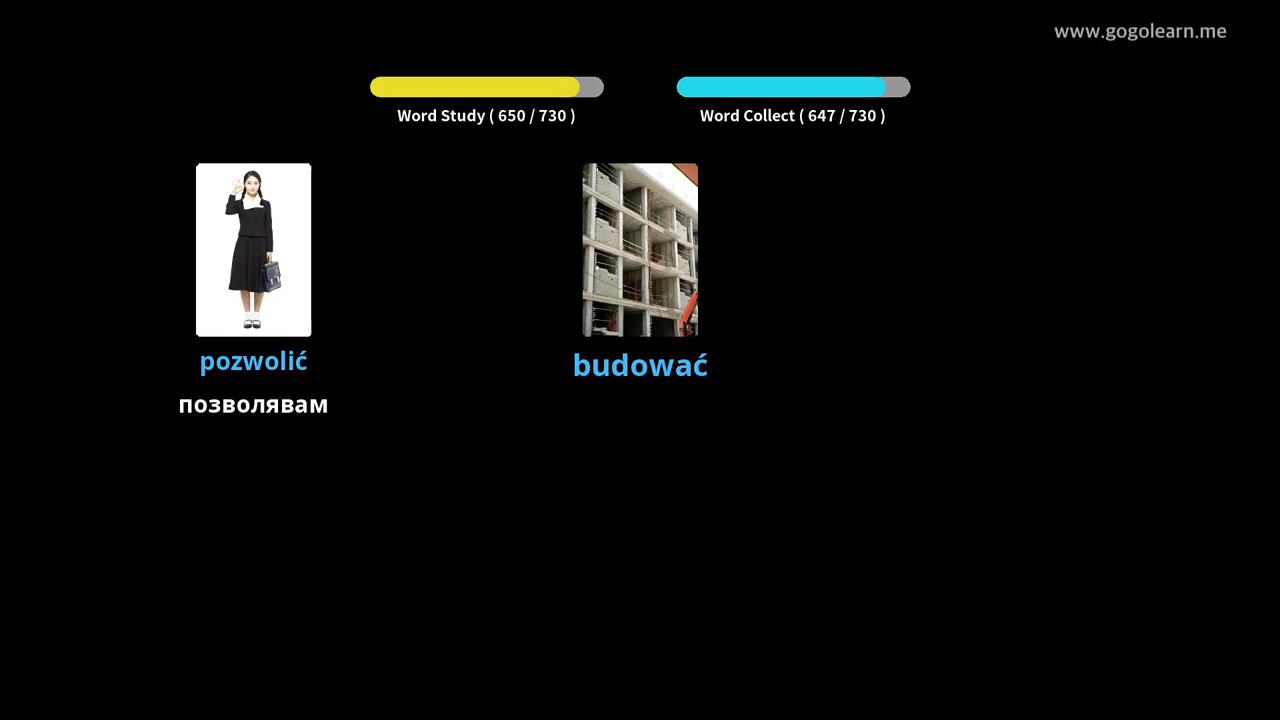 www.gogolearn.me
Word Study ( 650 / 730 )
Word Collect ( 647 / 730 )
pozwolić
позволявам
budować